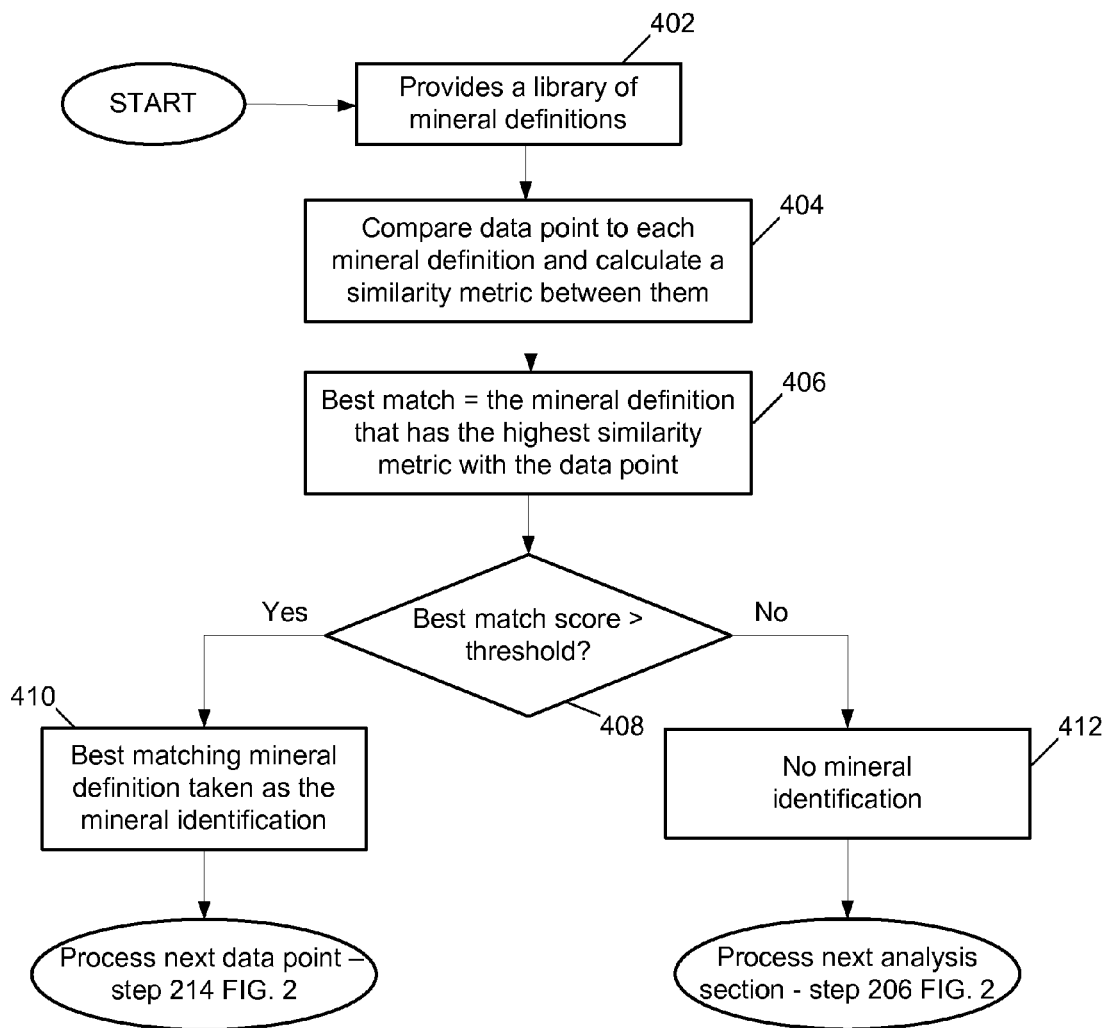 402
START
Provides a library of
mineral definitions
404
Compare data point to each
mineral definition and calculate a
similarity metric between them
406
Best match = the mineral definition
that has the highest similarity
metric with the data point
Yes
Best match score >
threshold?
No
408
410
Best matching mineral
definition taken as the
mineral identification
412
No mineral
identification
Process next data point –
step 214 FIG. 2
Process next analysis
section - step 206 FIG. 2